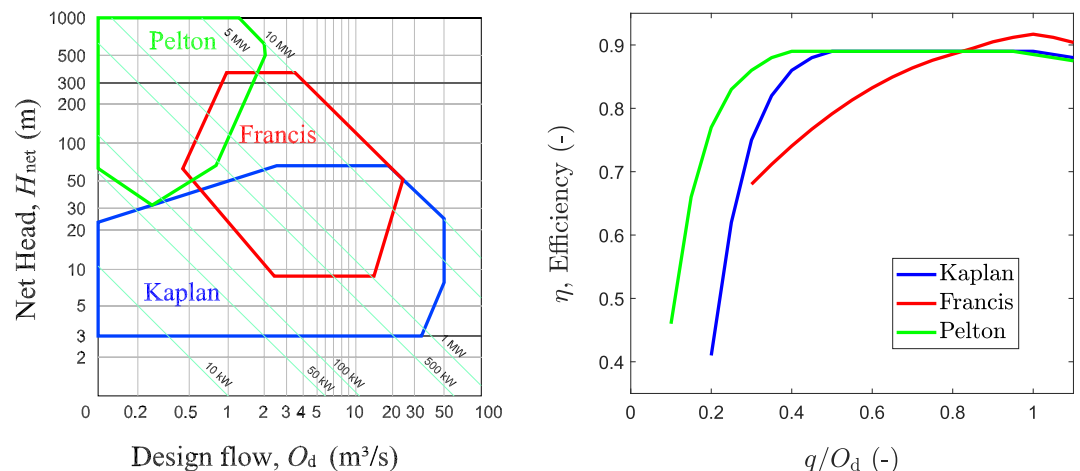 1000
500
300
200
100
50
30
20
10
5
3
2
Net Head, H_net (m)
Pelton
Francis
Kaplan
5 MW
10 MW
10 kW
50 kW
100 kW
500 kW
1 MW
0 0.2 0.5 1 2 3 4 5 10 20 30 50 100
Design flow, O_d (m³/s)
0.9
0.8
0.7
0.6
0.5
0.4
η, Efficiency (-)
Kaplan
Francis
Pelton
0 0.2 0.4 0.6 0.8 1
q/O_d (-)